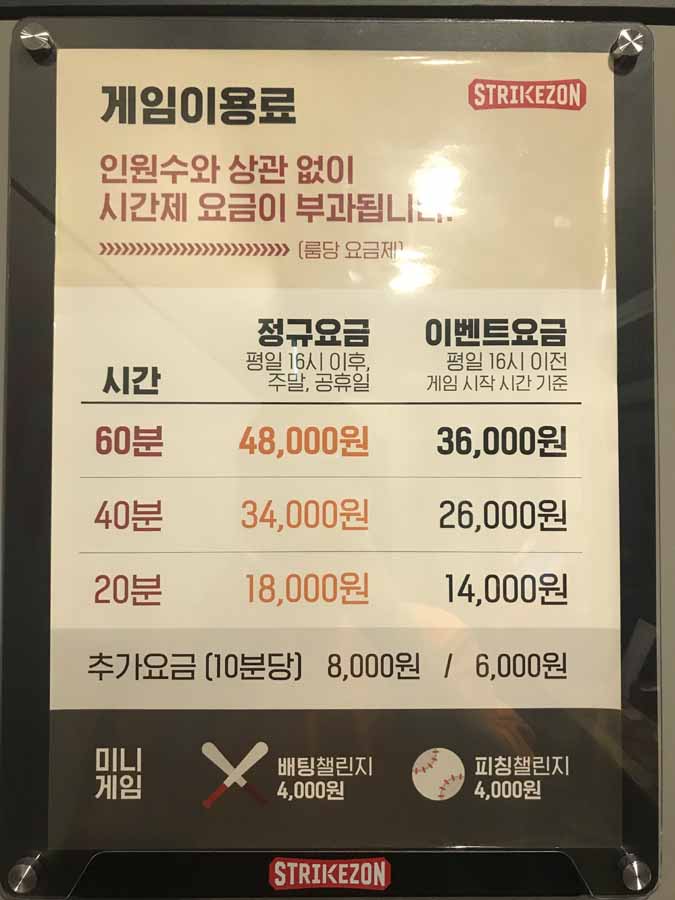 게임이용료
STRIKEZON
인원수와 상관 없이
시간제 요금이 부과됩니다.
(룸당 요금제)
시간
정규요금
평일 16시 이후,
주말, 공휴일
이벤트요금
평일 16시 이전
게임 시작 시간 기준
60분 48,000원 36,000원
40분 34,000원 26,000원
20분 18,000원 14,000원
추가요금 (10분당) 8,000원 / 6,000원
미니
게임
배팅챌린지
4,000원
피칭챌린지
4,000원
STRIKEZON